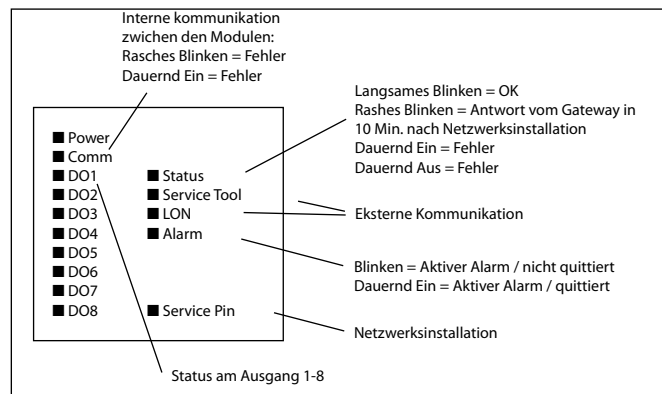 Interne kommunikation
zwichen den Modulen:
Rasches Blinken = Fehler
Dauernd Ein = Fehler
Langsames Blinken = OK
Rashes Blinken = Antwort vom Gateway in
10 Min. nach Netzwerksinstallation
Dauernd Ein = Fehler
Dauernd Aus = Fehler
Power
Comm
DO1
DO2
DO3
DO4
DO5
DO6
DO7
DO8
Status
Service Tool
LON
Alarm
Service Pin
Eksterne Kommunikation
Blinken = Aktiver Alarm / nicht quittiert
Dauernd Ein = Aktiver Alarm / quittiert
Netzwerksinstallation
Status am Ausgang 1-8